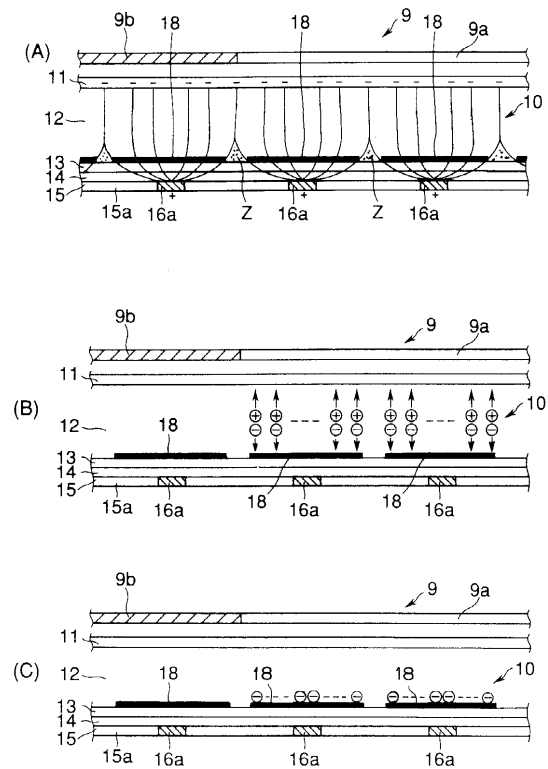 9b 18 9 18 9a 18
(A)
11
12 10
13
14
15
15a 16a Z 16a Z 16a
+ + +
9b 9 9a
11
(B) 10
12 18
13
14
15
15a 16a 18 16a 18 16a
9b 9 9a
11
(C) 12 18 18 18 10
13
14
15
15a 16a 16a 16a